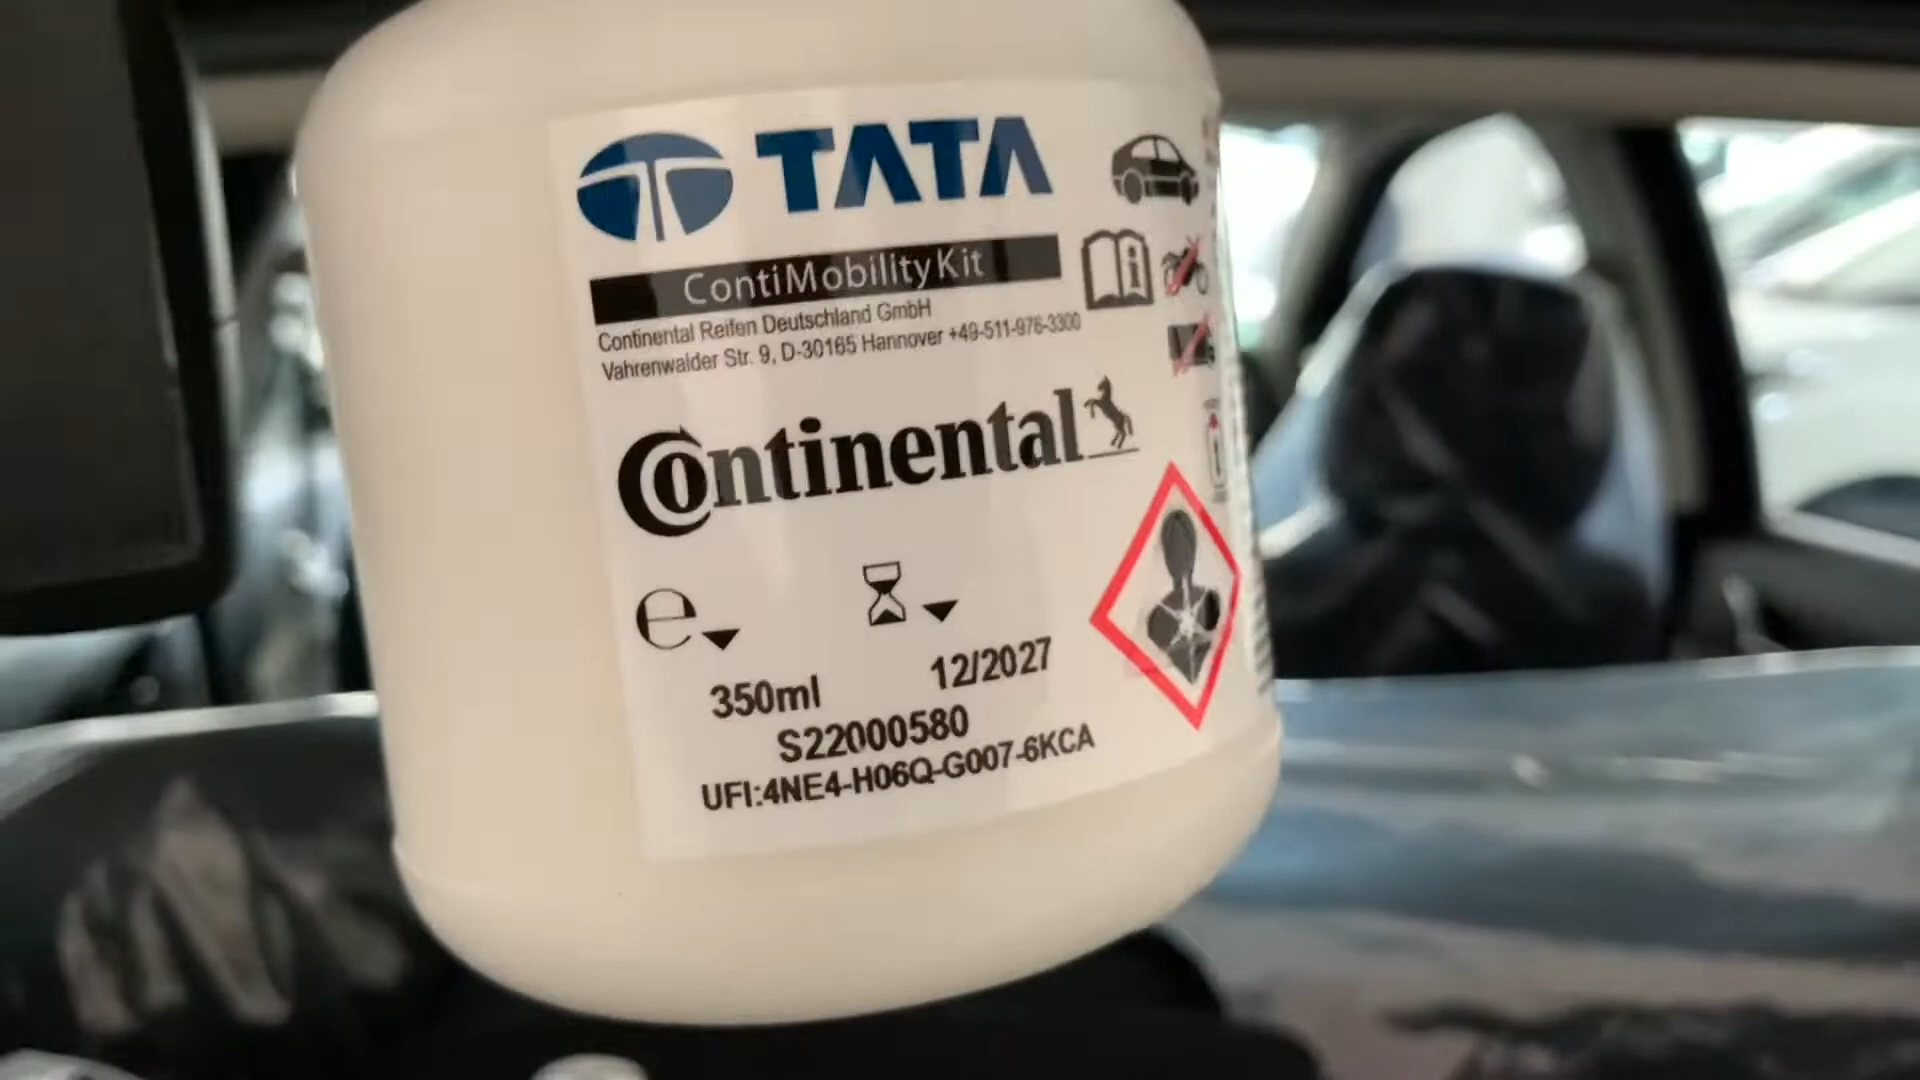 TATA
ContiMobilityKit
Continental Reifen Deutschland GmbH
Vahrenwalder Str. 9, D-30165 Hannover +49-511-976-3300
Continental
e
350ml
12/2027
S22000580
UFI:4NE4-H06Q-G007-6KCA